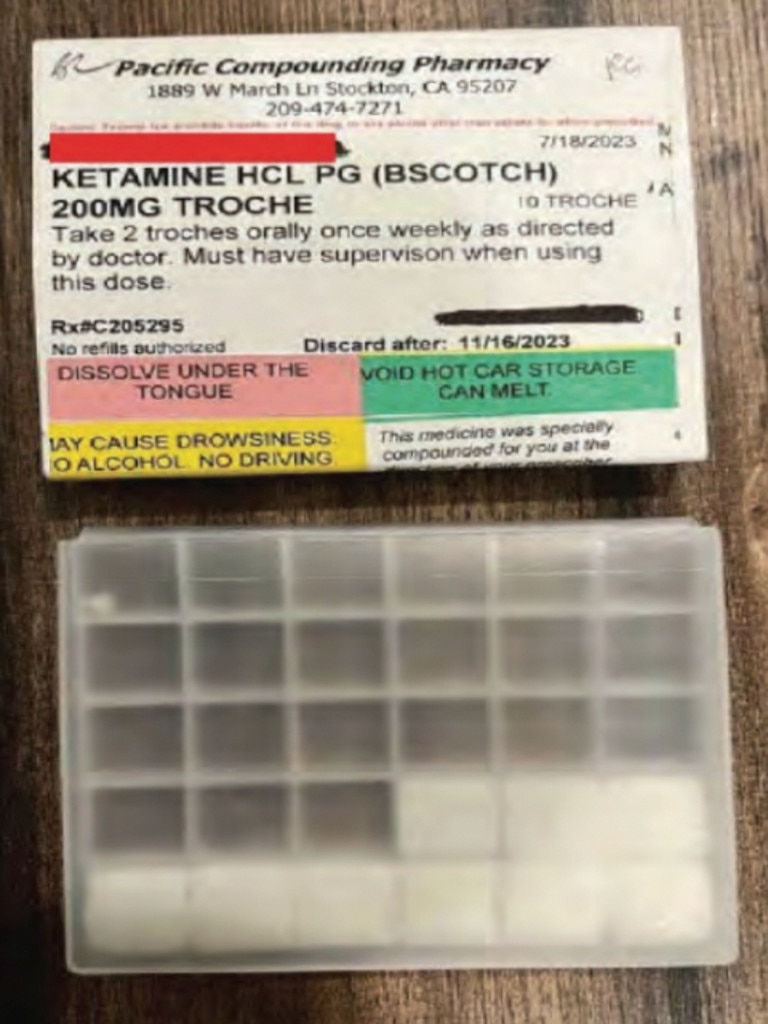 Pacific Compounding Pharmacy
1889 W March Ln Stockton, CA 95207
209-474-7271
7/18/2023
KETAMINE HCL PG (BSCOTCH)
200MG TROCHE 10 TROCHE
Take 2 troches orally once weekly as directed
by doctor. Must have supervison when using
this dose.
Rx#C205295
No refills authorized Discard after: 11/16/2023
DISSOLVE UNDER THE
TONGUE
VOID HOT CAR STORAGE
CAN MELT.
AY CAUSE DROWSINESS.
O ALCOHOL. NO DRIVING.
This medicine was specially
compounded for you at the